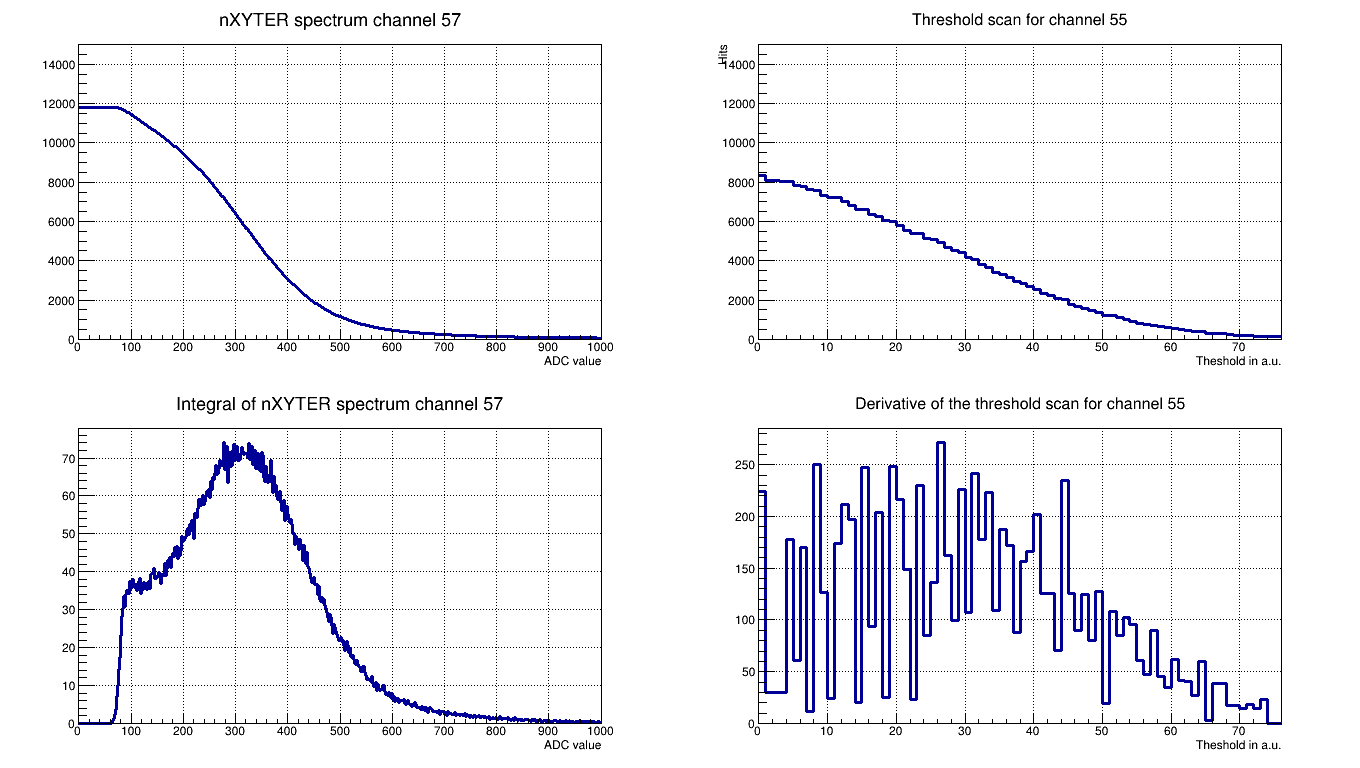 nXYTER spectrum channel 57
14000
12000
10000
8000
6000
4000
2000
0
0 100 200 300 400 500 600 700 800 900 1000
ADC value
Threshold scan for channel 55
Hits
14000
12000
10000
8000
6000
4000
2000
0
0 10 20 30 40 50 60 70
Theshold in a.u.
Integral of nXYTER spectrum channel 57
70
60
50
40
30
20
10
0
0 100 200 300 400 500 600 700 800 900 1000
ADC value
Derivative of the threshold scan for channel 55
250
200
150
100
50
0
0 10 20 30 40 50 60 70
Theshold in a.u.